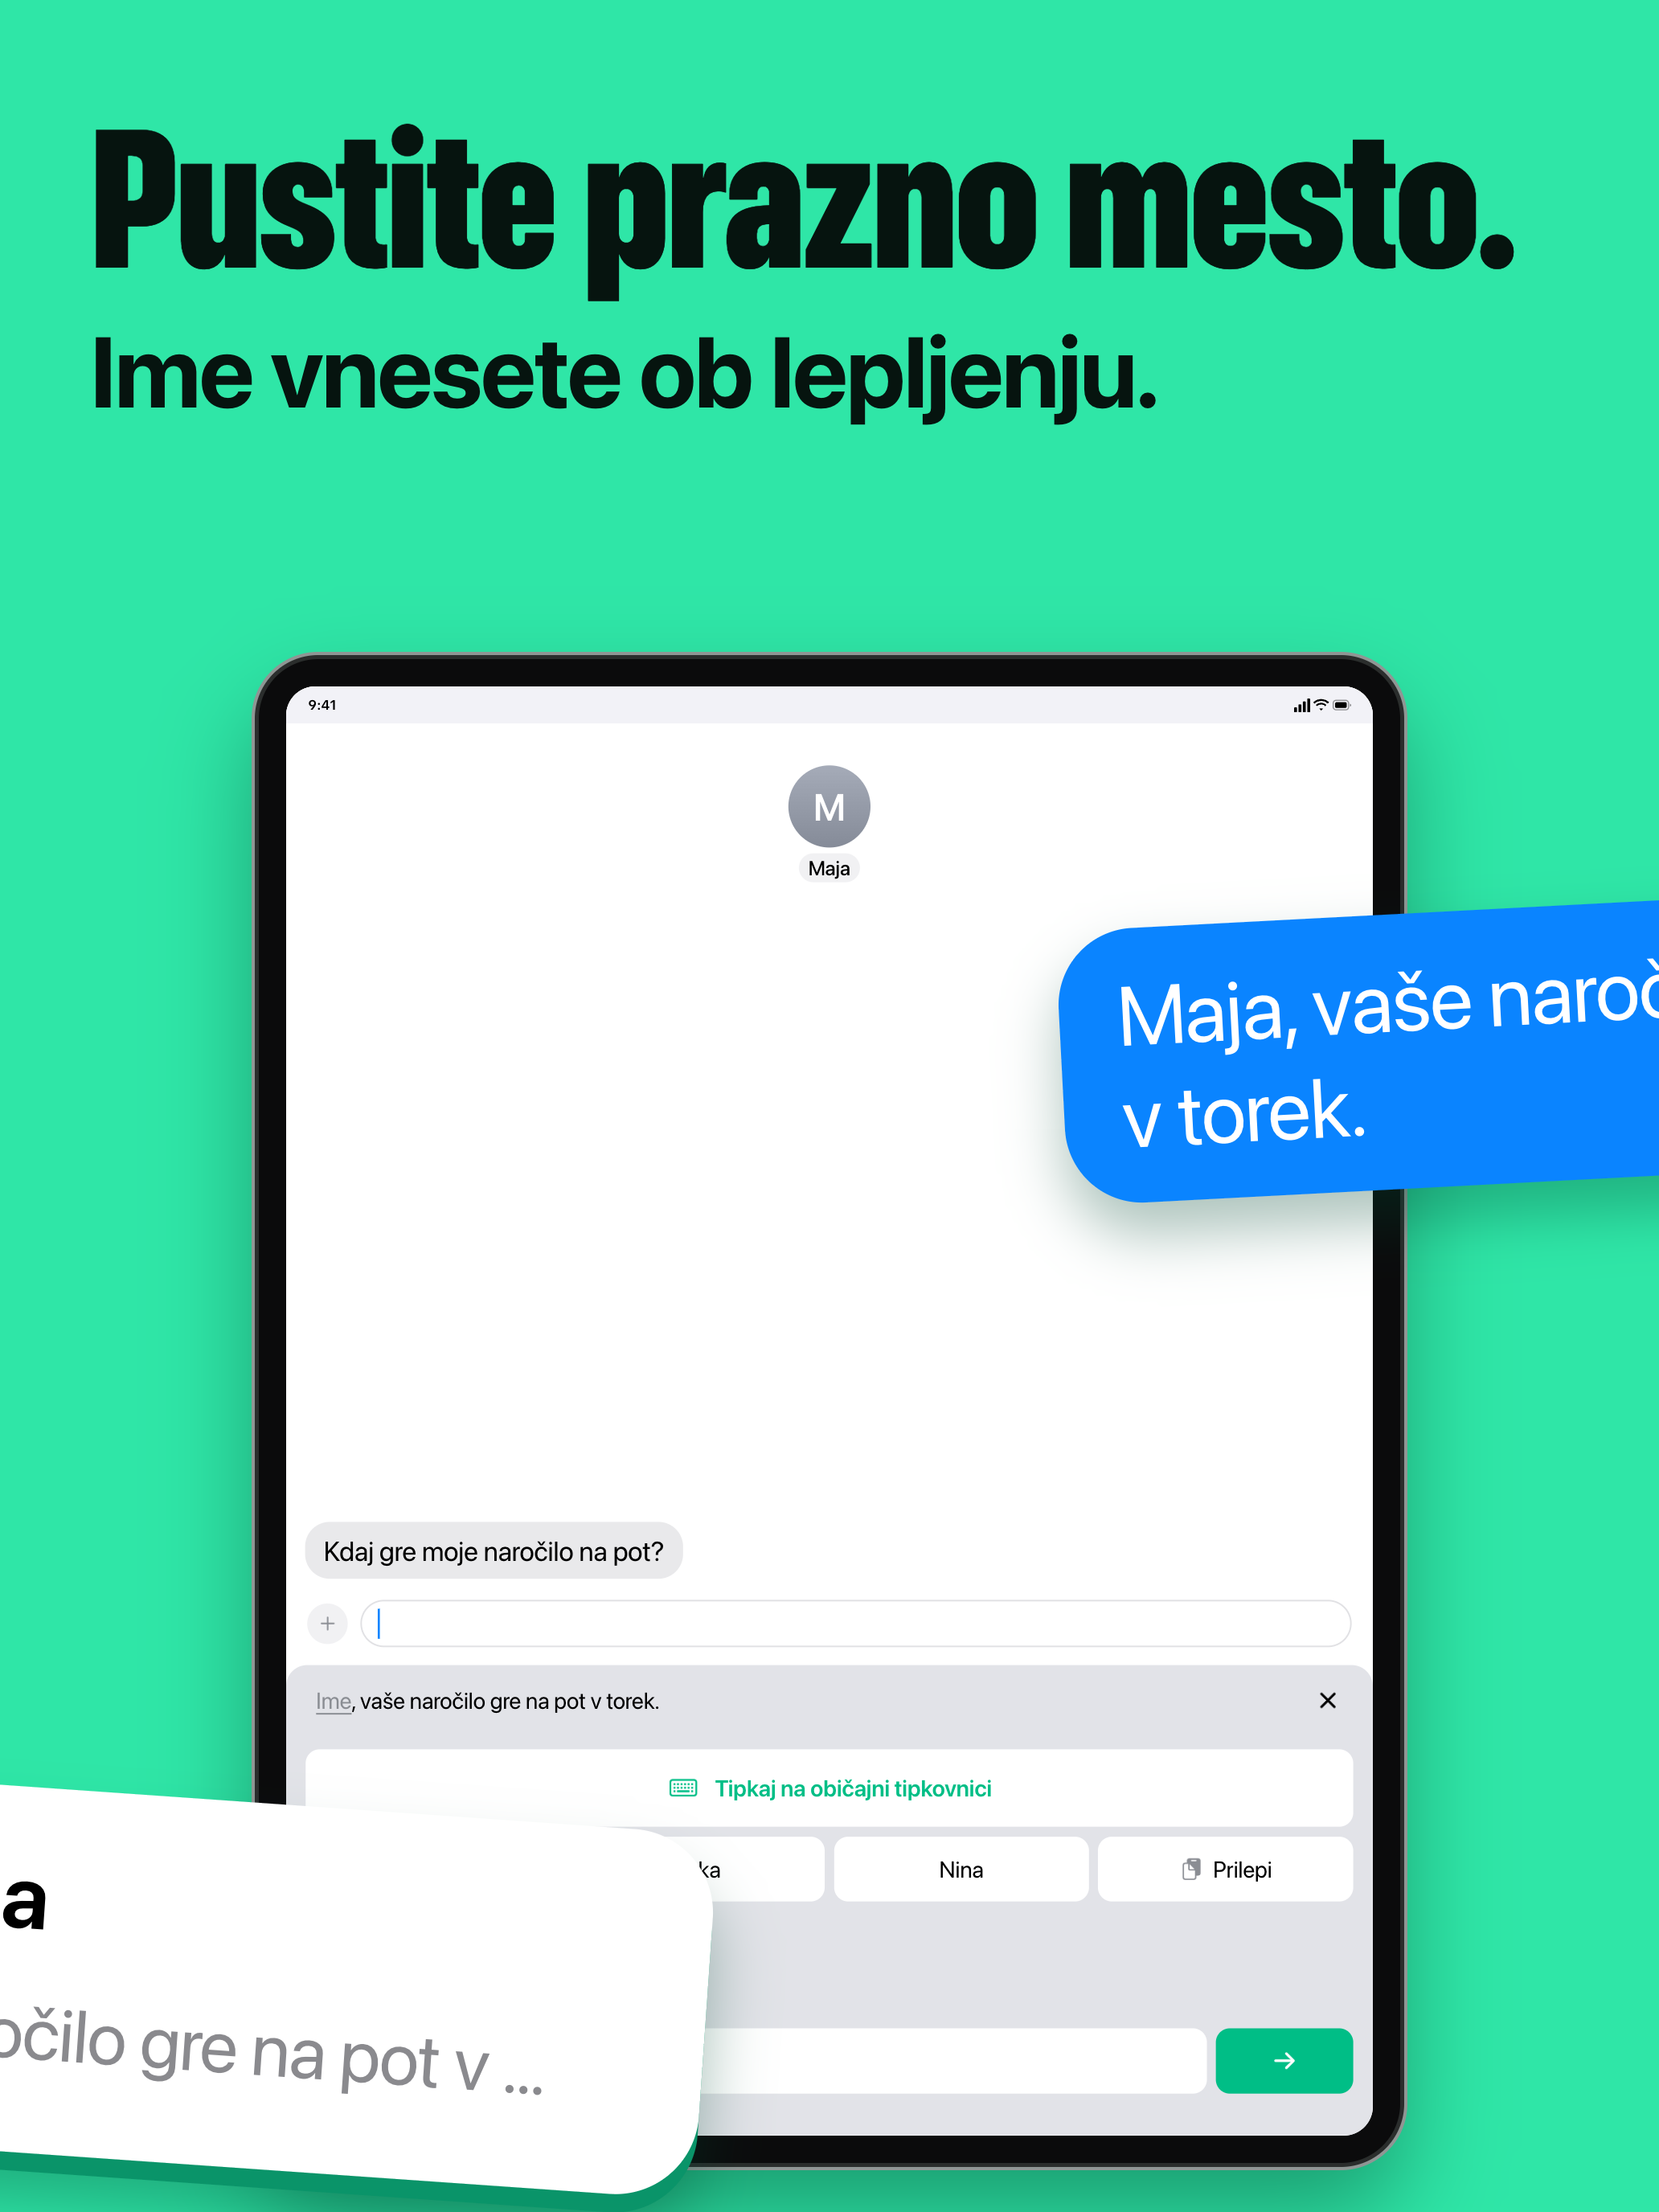 Pustite prazno mesto.
Ime vnesete ob lepljenju.
9:41
M
Maja
Maja, vaše naroč
v torek.
Kdaj gre moje naročilo na pot?
Ime, vaše naročilo gre na pot v torek.
Tipkaj na običajni tipkovnici
ka
Nina
Prilepi
a
očilo gre na pot v ...